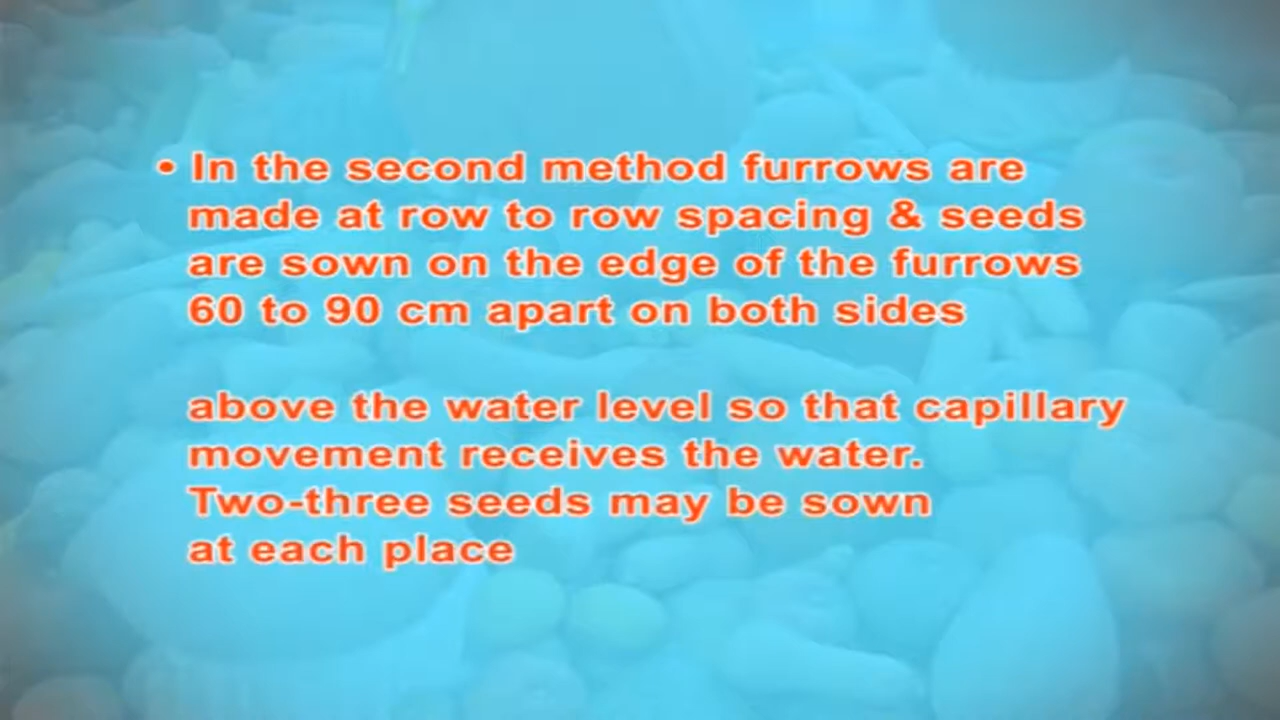 • In the second method furrows are
made at row to row spacing & seeds
are sown on the edge of the furrows
60 to 90 cm apart on both sides
above the water level so that capillary
movement receives the water.
Two-three seeds may be sown
at each place